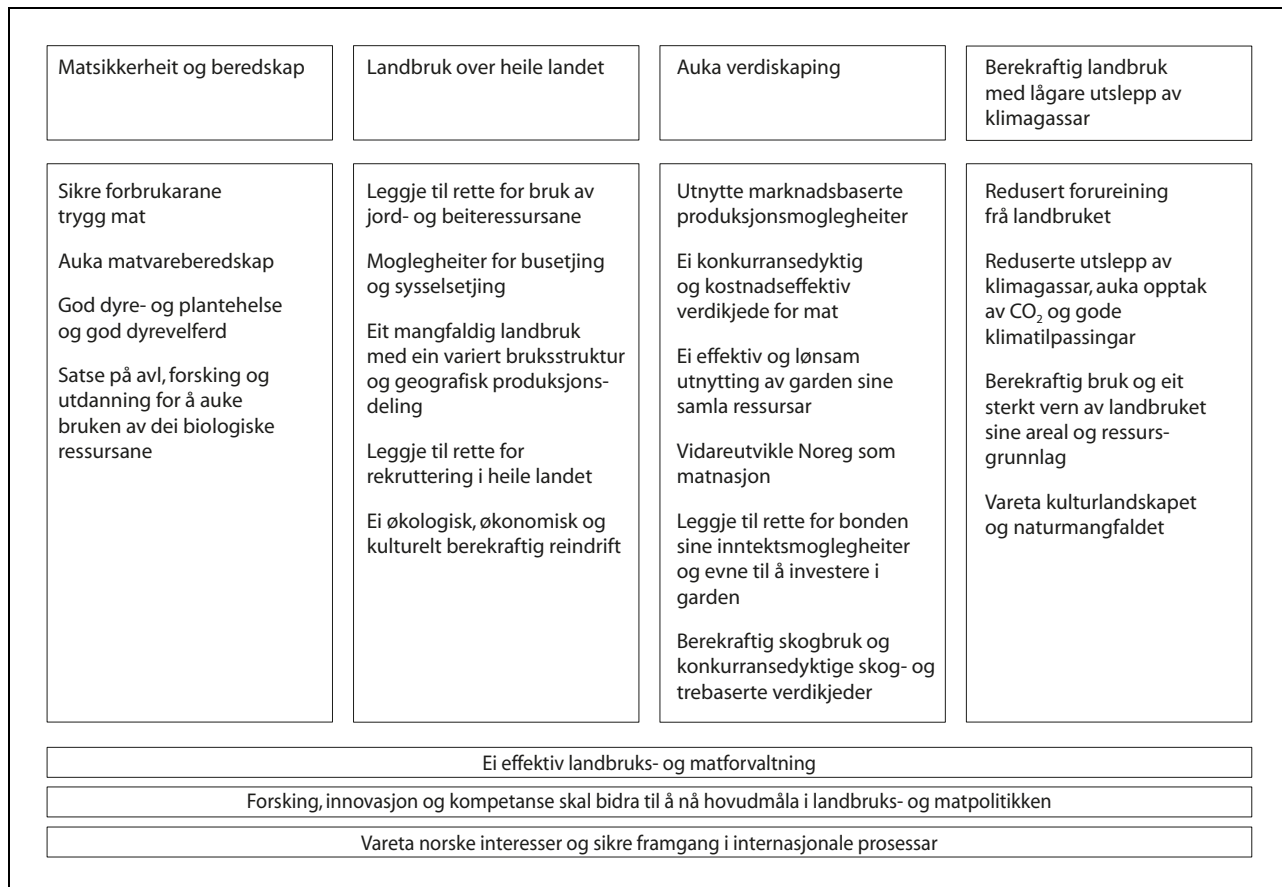 Matsikkerheit og beredskap
Landbruk over heile landet
Auka verdiskaping
Berekraftig landbruk
med lågare utslepp av
klimagassar
Sikre forbrukarane
trygg mat
Auka matvareberedskap
God dyre- og plantehelse
og god dyrevelferd
Satse på avl, forsking og
utdanning for å auke
bruken av dei biologiske
ressursane
Leggje til rette for bruk av
jord- og beiteressursane
Moglegheiter for busetjing
og sysselsetjing
Eit mangfaldig landbruk
med ein variert bruksstruktur
og geografisk produksjons-
deling
Leggje til rette for
rekruttering i heile landet
Ei økologisk, økonomisk og
kulturelt berekraftig reindrift
Utnytte marknadsbaserte
produksjonsmoglegheiter
Ei konkurransedyktig
og kostnadseffektiv
verdikjede for mat
Ei effektiv og lønsam
utnytting av garden sine
samla ressursar
Vidareutvikle Noreg som
matnasjon
Leggje til rette for bonden
sine inntektsmoglegheiter
og evne til å investere i
garden
Berekraftig skogbruk og
konkurransedyktige skog- og
trebaserte verdikjeder
Redusert forureining
frå landbruket
Reduserte utslepp av
klimagassar, auka opptak
av CO₂ og gode
klimatilpassingar
Berekraftig bruk og eit
sterkt vern av landbruket
sine areal og ressurs-
grunnlag
Vareta kulturlandskapet
og naturmangfaldet
Ei effektiv landbruks- og matforvaltning
Forsking, innovasjon og kompetanse skal bidra til å nå hovudmåla i landbruks- og matpolitikken
Vareta norske interesser og sikre framgang i internasjonale prosessar